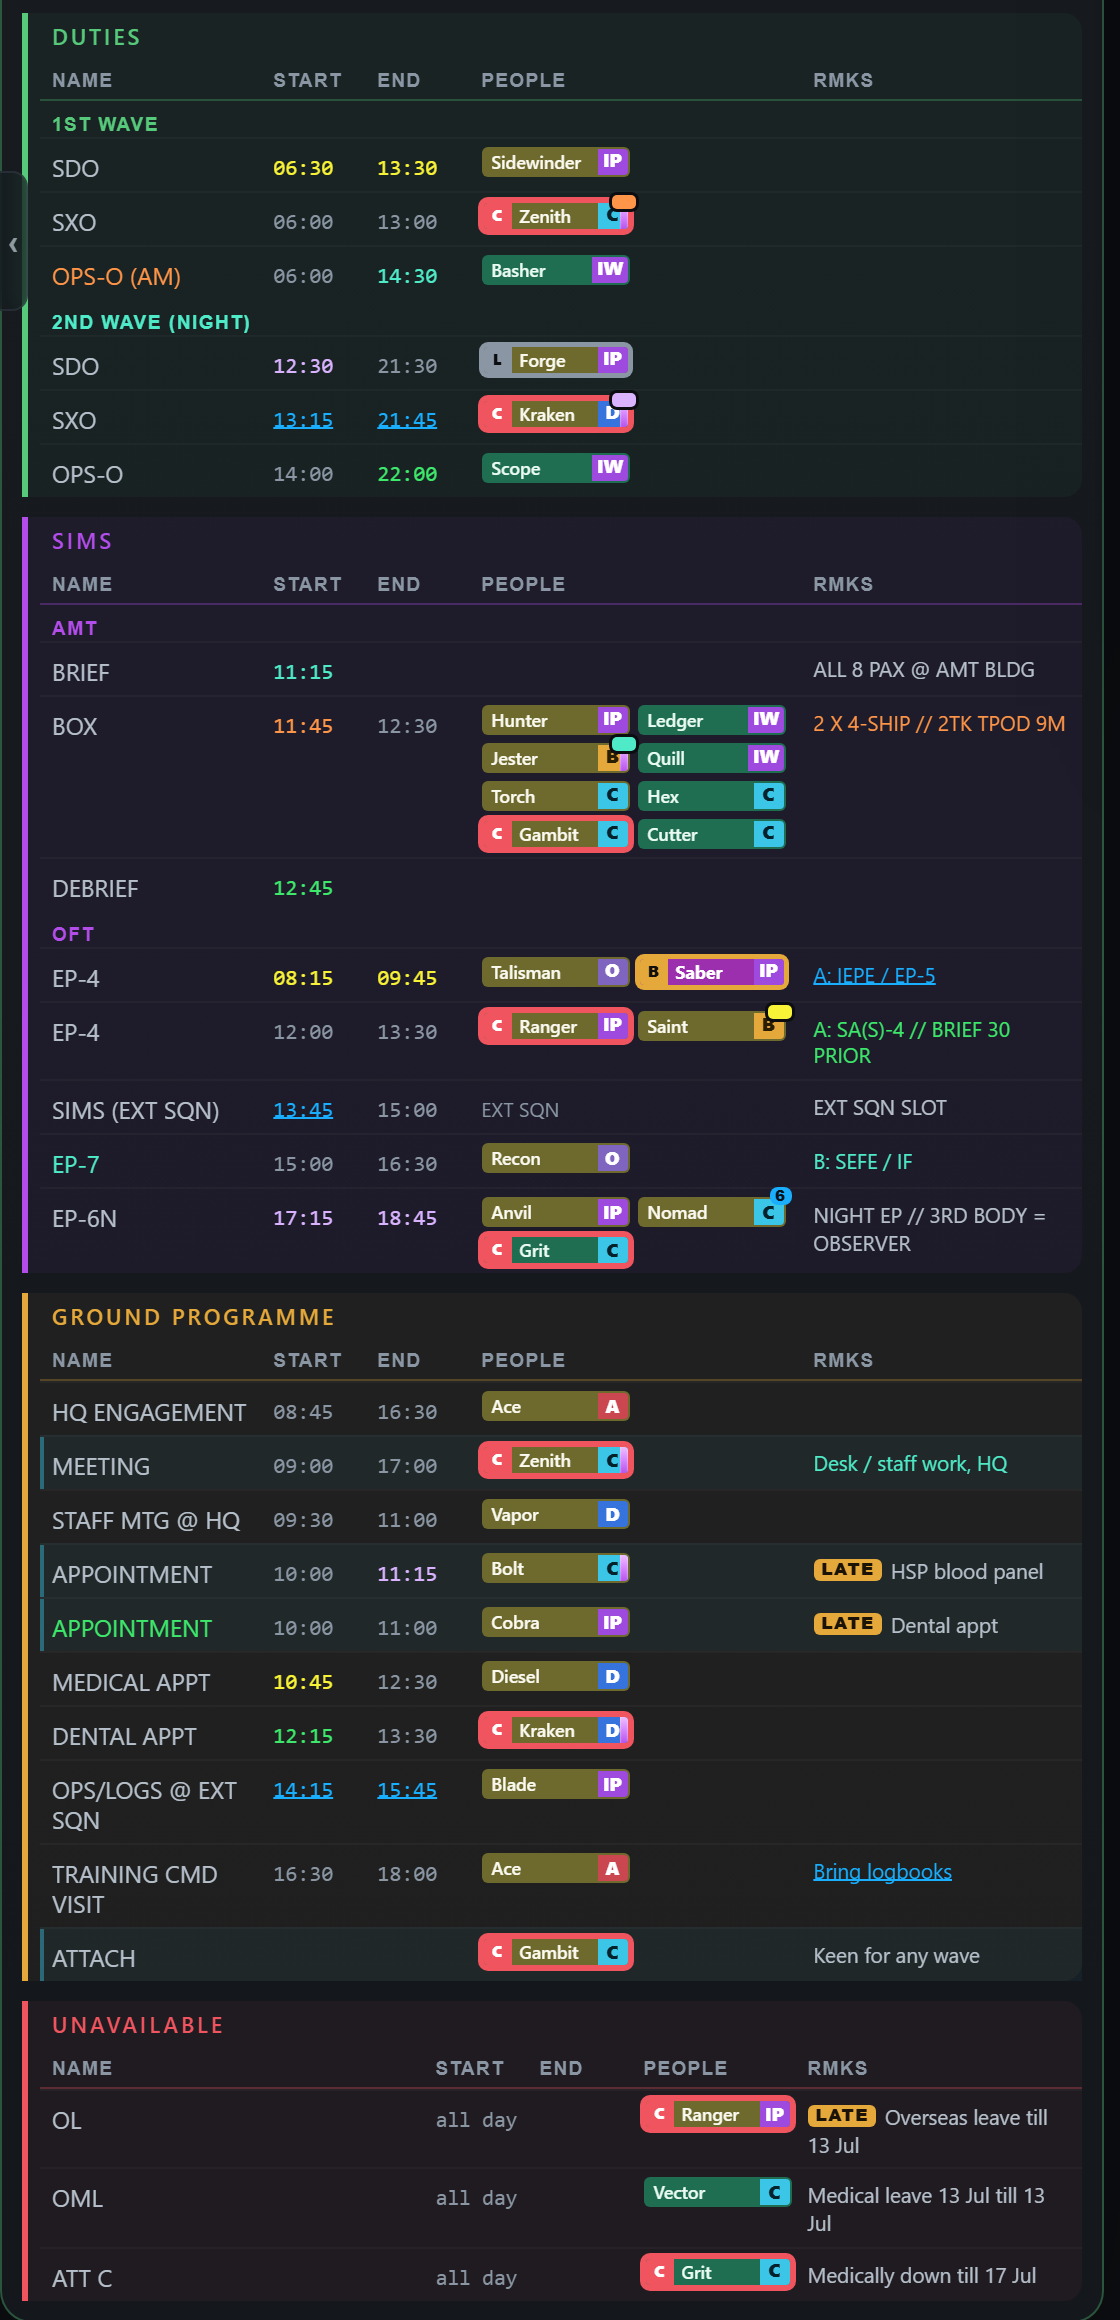 DUTIES
NAME START END PEOPLE RMKS
1ST WAVE
SDO 06:30 13:30 Sidewinder IP
SXO 06:00 13:00 C Zenith C
OPS-O (AM) 06:00 14:30 Basher IW
2ND WAVE (NIGHT)
SDO 12:30 21:30 L Forge IP
SXO 13:15 21:45 C Kraken D
OPS-O 14:00 22:00 Scope IW
SIMS
NAME START END PEOPLE RMKS
AMT
BRIEF 11:15 ALL 8 PAX @ AMT BLDG
BOX 11:45 12:30 Hunter IP Ledger IW 2 X 4-SHIP // 2TK TPOD 9M
Jester B Quill IW
Torch C Hex C
C Gambit C Cutter C
DEBRIEF 12:45
OFT
EP-4 08:15 09:45 Talisman O B Saber IP A: IEPE / EP-5
EP-4 12:00 13:30 C Ranger IP Saint B A: SA(S)-4 // BRIEF 30
PRIOR
SIMS (EXT SQN) 13:45 15:00 EXT SQN EXT SQN SLOT
EP-7 15:00 16:30 Recon O B: SEFE / IF
EP-6N 17:15 18:45 Anvil IP Nomad C 6 NIGHT EP // 3RD BODY =
C Grit C OBSERVER
GROUND PROGRAMME
NAME START END PEOPLE RMKS
HQ ENGAGEMENT 08:45 16:30 Ace A
MEETING 09:00 17:00 C Zenith C Desk / staff work, HQ
STAFF MTG @ HQ 09:30 11:00 Vapor D
APPOINTMENT 10:00 11:15 Bolt C LATE HSP blood panel
APPOINTMENT 10:00 11:00 Cobra IP LATE Dental appt
MEDICAL APPT 10:45 12:30 Diesel D
DENTAL APPT 12:15 13:30 C Kraken D
OPS/LOGS @ EXT 14:15 15:45 Blade IP
SQN
TRAINING CMD 16:30 18:00 Ace A Bring logbooks
VISIT
ATTACH C Gambit C Keen for any wave
UNAVAILABLE
NAME START END PEOPLE RMKS
OL all day C Ranger IP LATE Overseas leave till
13 Jul
OML all day Vector C Medical leave 13 Jul till 13
Jul
ATT C all day C Grit C Medically down till 17 Jul